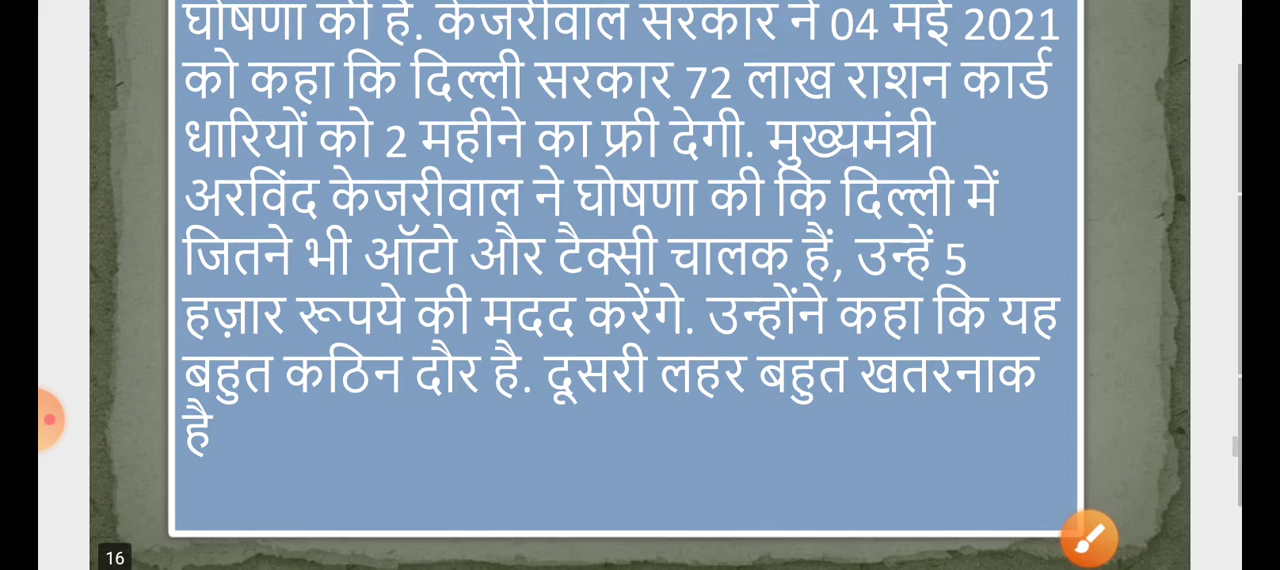 घोषणा की है. केजरीवाल सरकार ने 04 मई 2021
को कहा कि दिल्ली सरकार 72 लाख राशन कार्ड
धारियों को 2 महीने का फ्री देगी. मुख्यमंत्री
अरविंद केजरीवाल ने घोषणा की कि दिल्ली में
जितने भी ऑटो और टैक्सी चालक हैं, उन्हें 5
हज़ार रूपये की मदद करेंगे. उन्होंने कहा कि यह
बहुत कठिन दौर है. दूसरी लहर बहुत खतरनाक
है
16